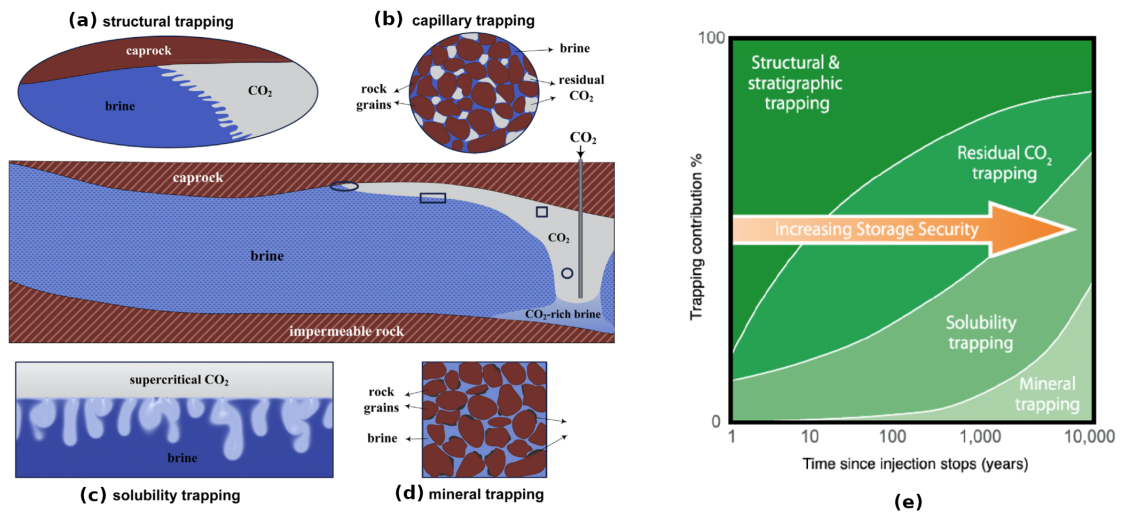 (a) structural trapping
caprock
brine
CO₂
(b) capillary trapping
brine
residual
CO₂
rock
grains
CO₂
caprock
brine
CO₂
CO₂-rich brine
impermeable rock
supercritical CO₂
brine
(c) solubility trapping
rock
grains
brine
(d) mineral trapping
100
Structural &
stratigraphic
trapping
Residual CO₂
trapping
Increasing Storage Security
Solubility
trapping
Mineral
trapping
0
1
10
100
1,000
10,000
Trapping contribution %
Time since injection stops (years)
(e)